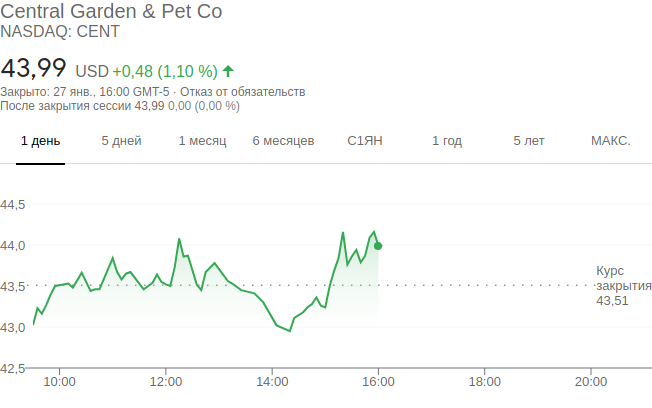 Central Garden & Pet Co
NASDAQ: CENT
43,99 USD +0,48 (1,10 %)
Закрыто: 27 янв., 16:00 GMT-5 · Отказ от обязательств
После закрытия сессии 43,99 0,00 (0,00 %)
1 день 5 дней 1 месяц 6 месяцев С1ЯН 1 год 5 лет МАКС.
44,5
44,0
43,5
43,0
42,5
Курс
закрытия
43,51
10:00 12:00 14:00 16:00 18:00 20:00